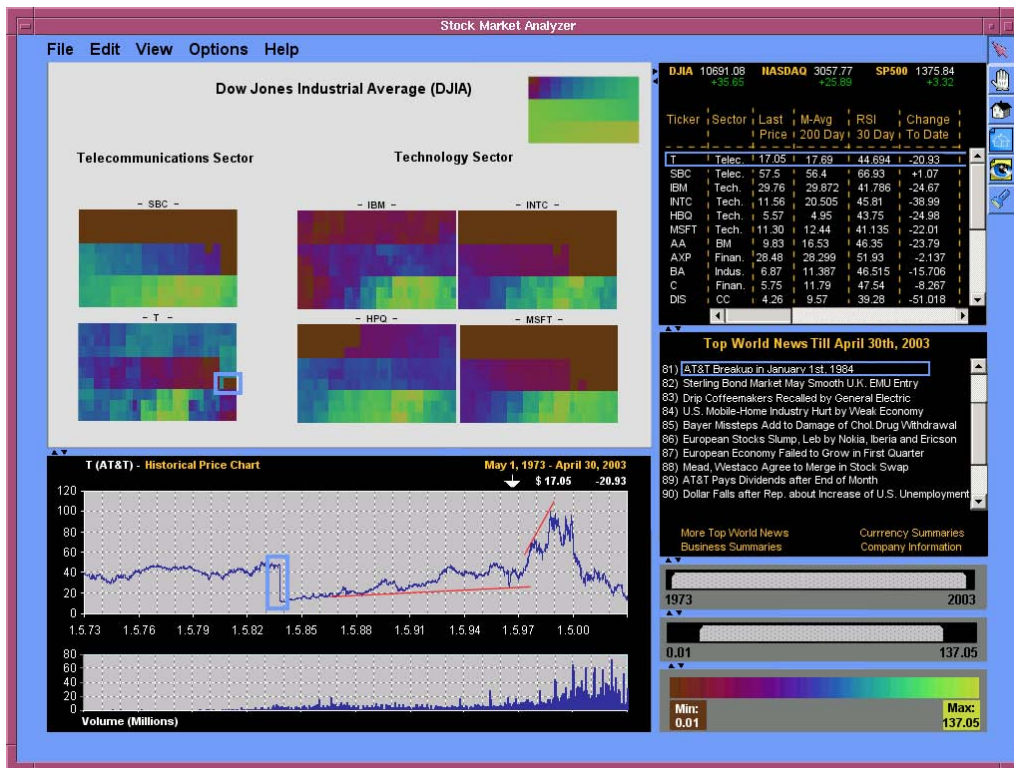 Stock Market Analyzer
File Edit View Options Help
Dow Jones Industrial Average (DJIA)
Telecommunications Sector
Technology Sector
– SBC –
– IBM –
– INTC –
– T –
– HPQ –
– MSFT –
DJIA 10691.08 NASDAQ 3057.77 SP500 1375.84
+35.65 +25.89 +3.32
Ticker Sector Last M-Avg RSI Change
Price 200 Day 30 Day To Date
T Telec. 17.05 17.69 44.694 -20.93
SBC Telec. 57.5 56.4 66.93 +1.07
IBM Tech. 29.76 29.872 41.786 -24.67
INTC Tech. 11.56 20.505 45.81 -38.99
HBQ Tech. 5.57 4.95 43.75 -24.98
MSFT Tech. 11.30 12.44 41.135 -22.01
AA BM 9.83 16.53 46.35 -23.79
AXP Finan. 28.48 28.299 51.93 -2.137
BA Indus. 6.87 11.387 46.515 -15.706
C Finan. 5.75 11.79 47.54 -8.267
DIS CC 4.26 9.57 39.28 -51.018
Top World News Till April 30th, 2003
81) AT&T Breakup in January 1st, 1984
82) Sterling Bond Market May Smooth U.K. EMU Entry
83) Drip Coffeemakers Recalled by General Electric
84) U.S. Mobile-Home Industry Hurt by Weak Economy
85) Bayer Missteps Add to Damage of Chol.Drug Withdrawal
86) European Stocks Slump, Leb by Nokia, Iberia and Ericson
87) European Economy Failed to Grow in First Quarter
88) Mead, Westaco Agree to Merge in Stock Swap
89) AT&T Pays Dividends after End of Month
90) Dollar Falls after Rep. about Increase of U.S. Unemployment
More Top World News Currrency Summaries
Business Summaries Company Information
T (AT&T) - Historical Price Chart May 1, 1973 - April 30, 2003
$ 17.05 -20.93
120
100
80
60
40
20
0
1.5.73 1.5.76 1.5.79 1.5.82 1.5.85 1.5.88 1.5.91 1.5.94 1.5.97 1.5.00
80
60
40
20
0
Volume (Millions)
1973 2003
0.01 137.05
Min: Max:
0.01 137.05